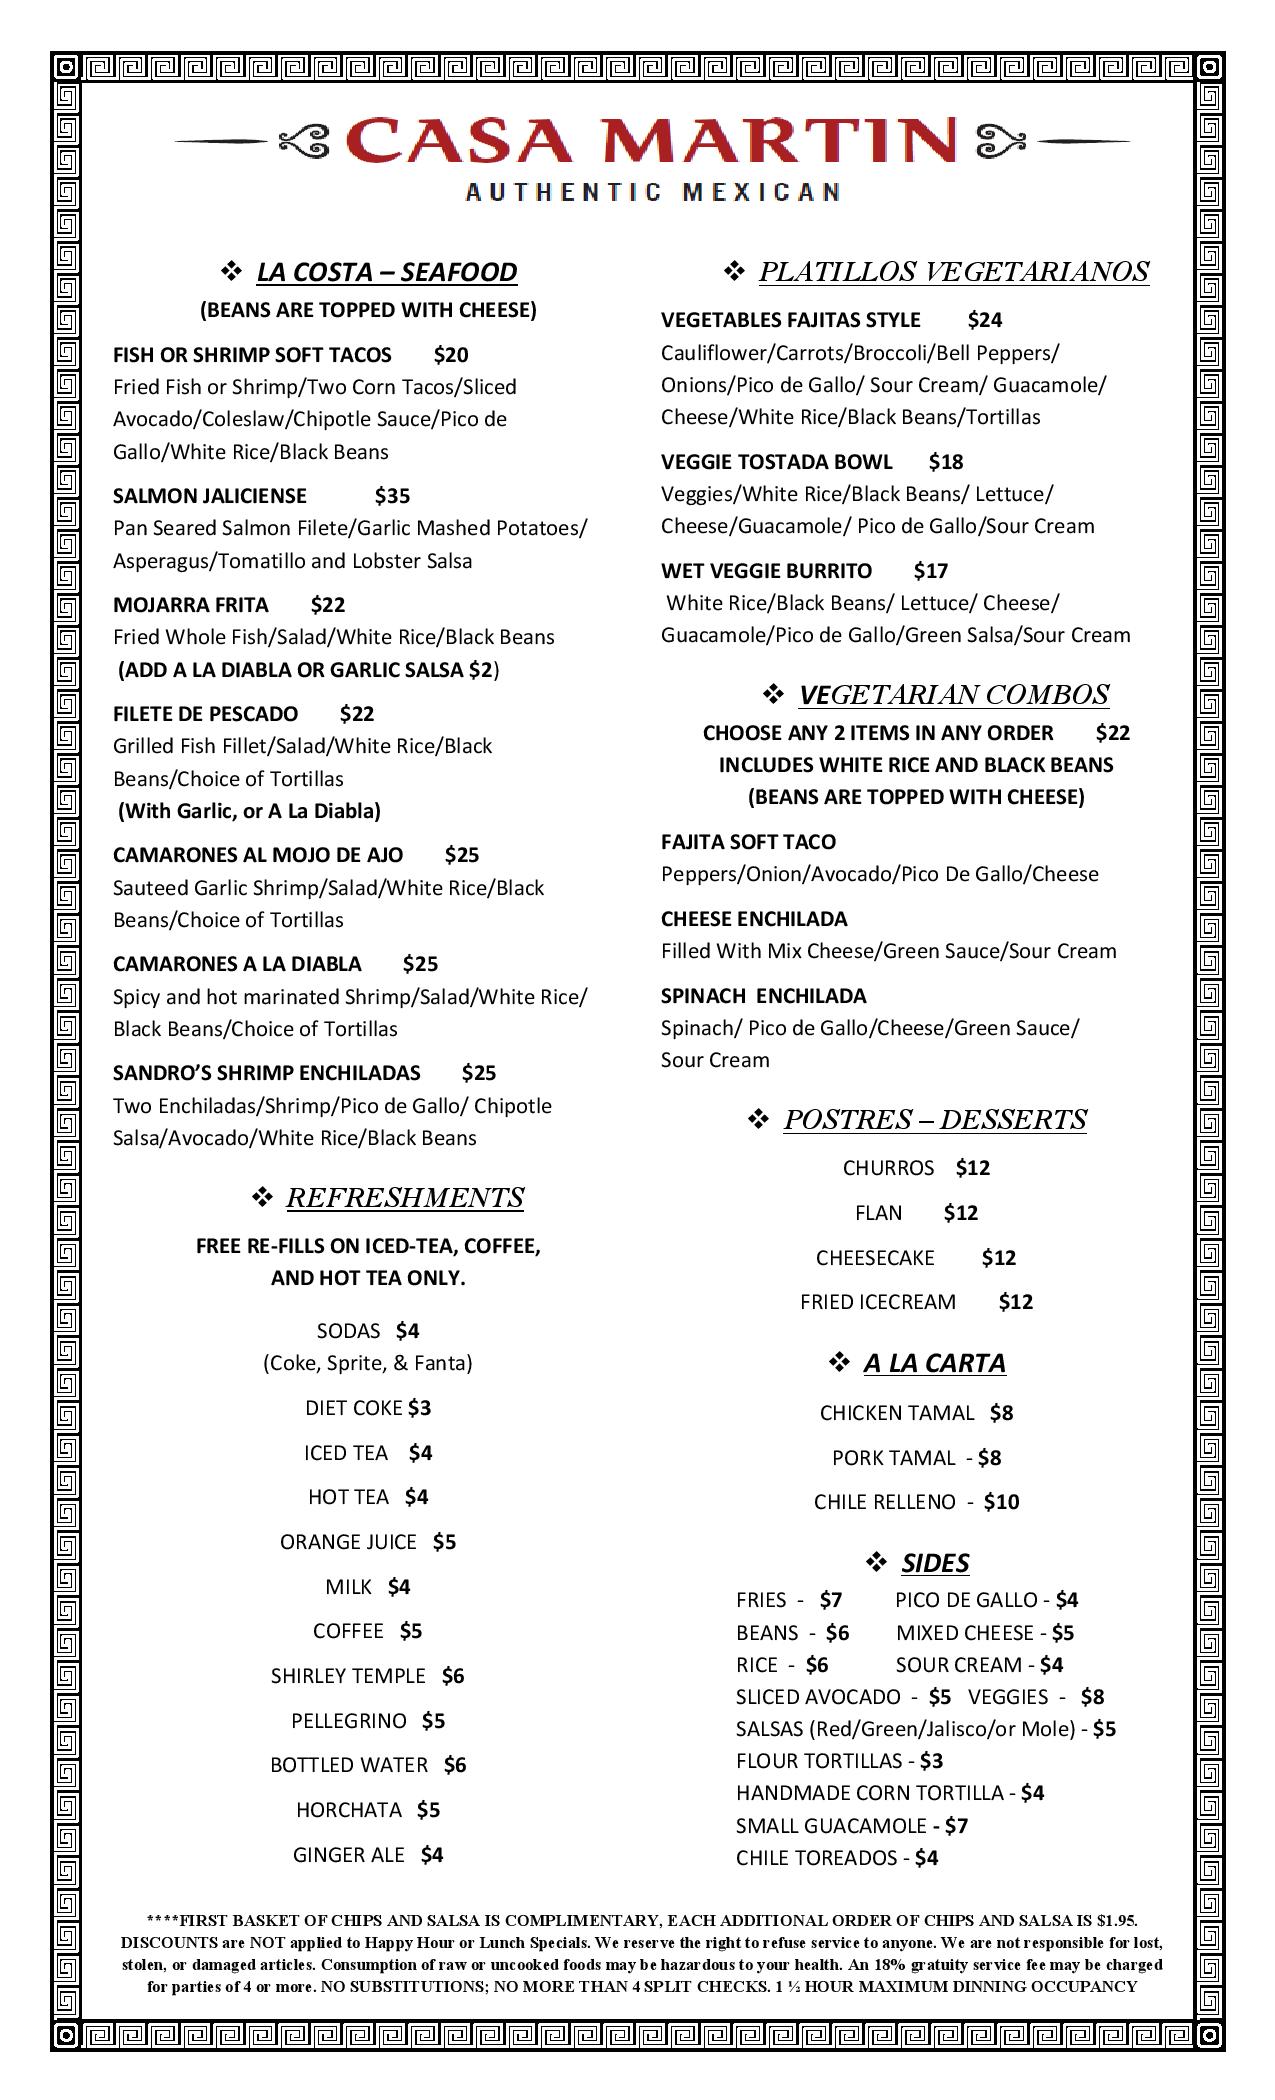 CASA MARTIN
AUTHENTIC MEXICAN
❖ LA COSTA – SEAFOOD
(BEANS ARE TOPPED WITH CHEESE)
FISH OR SHRIMP SOFT TACOS $20
Fried Fish or Shrimp/Two Corn Tacos/Sliced
Avocado/Coleslaw/Chipotle Sauce/Pico de
Gallo/White Rice/Black Beans
SALMON JALICIENSE $35
Pan Seared Salmon Filete/Garlic Mashed Potatoes/
Asperagus/Tomatillo and Lobster Salsa
MOJARRA FRITA $22
Fried Whole Fish/Salad/White Rice/Black Beans
(ADD A LA DIABLA OR GARLIC SALSA $2)
FILETE DE PESCADO $22
Grilled Fish Fillet/Salad/White Rice/Black
Beans/Choice of Tortillas
(With Garlic, or A La Diabla)
CAMARONES AL MOJO DE AJO $25
Sauteed Garlic Shrimp/Salad/White Rice/Black
Beans/Choice of Tortillas
CAMARONES A LA DIABLA $25
Spicy and hot marinated Shrimp/Salad/White Rice/
Black Beans/Choice of Tortillas
SANDRO’S SHRIMP ENCHILADAS $25
Two Enchiladas/Shrimp/Pico de Gallo/ Chipotle
Salsa/Avocado/White Rice/Black Beans
❖ REFRESHMENTS
FREE RE-FILLS ON ICED-TEA, COFFEE,
AND HOT TEA ONLY.
SODAS $4
(Coke, Sprite, & Fanta)
DIET COKE $3
ICED TEA $4
HOT TEA $4
ORANGE JUICE $5
MILK $4
COFFEE $5
SHIRLEY TEMPLE $6
PELLEGRINO $5
BOTTLED WATER $6
HORCHATA $5
GINGER ALE $4
❖ PLATILLOS VEGETARIANOS
VEGETABLES FAJITAS STYLE $24
Cauliflower/Carrots/Broccoli/Bell Peppers/
Onions/Pico de Gallo/ Sour Cream/ Guacamole/
Cheese/White Rice/Black Beans/Tortillas
VEGGIE TOSTADA BOWL $18
Veggies/White Rice/Black Beans/ Lettuce/
Cheese/Guacamole/ Pico de Gallo/Sour Cream
WET VEGGIE BURRITO $17
White Rice/Black Beans/ Lettuce/ Cheese/
Guacamole/Pico de Gallo/Green Salsa/Sour Cream
❖ VEGETARIAN COMBOS
CHOOSE ANY 2 ITEMS IN ANY ORDER $22
INCLUDES WHITE RICE AND BLACK BEANS
(BEANS ARE TOPPED WITH CHEESE)
FAJITA SOFT TACO
Peppers/Onion/Avocado/Pico De Gallo/Cheese
CHEESE ENCHILADA
Filled With Mix Cheese/Green Sauce/Sour Cream
SPINACH ENCHILADA
Spinach/ Pico de Gallo/Cheese/Green Sauce/
Sour Cream
❖ POSTRES – DESSERTS
CHURROS $12
FLAN $12
CHEESECAKE $12
FRIED ICECREAM $12
❖ A LA CARTA
CHICKEN TAMAL $8
PORK TAMAL - $8
CHILE RELLENO - $10
❖ SIDES
FRIES - $7 PICO DE GALLO - $4
BEANS - $6 MIXED CHEESE - $5
RICE - $6 SOUR CREAM - $4
SLICED AVOCADO - $5 VEGGIES - $8
SALSAS (Red/Green/Jalisco/or Mole) - $5
FLOUR TORTILLAS - $3
HANDMADE CORN TORTILLA - $4
SMALL GUACAMOLE - $7
CHILE TOREADOS - $4
****FIRST BASKET OF CHIPS AND SALSA IS COMPLIMENTARY, EACH ADDITIONAL ORDER OF CHIPS AND SALSA IS $1.95.
DISCOUNTS are NOT applied to Happy Hour or Lunch Specials. We reserve the right to refuse service to anyone. We are not responsible for lost,
stolen, or damaged articles. Consumption of raw or uncooked foods may be hazardous to your health. An 18% gratuity service fee may be charged
for parties of 4 or more. NO SUBSTITUTIONS; NO MORE THAN 4 SPLIT CHECKS. 1 ½ HOUR MAXIMUM DINNING OCCUPANCY